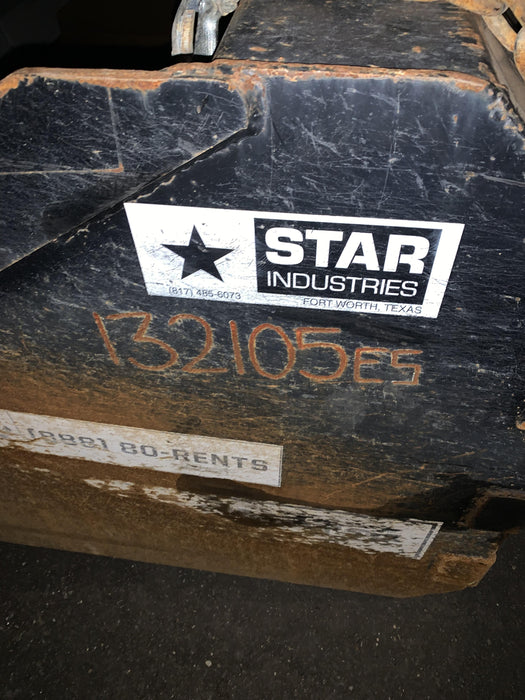 STAR
INDUSTRIES
(817) 485-6073
FORT WORTH, TEXAS
132105ES
(888) 80-RENTS